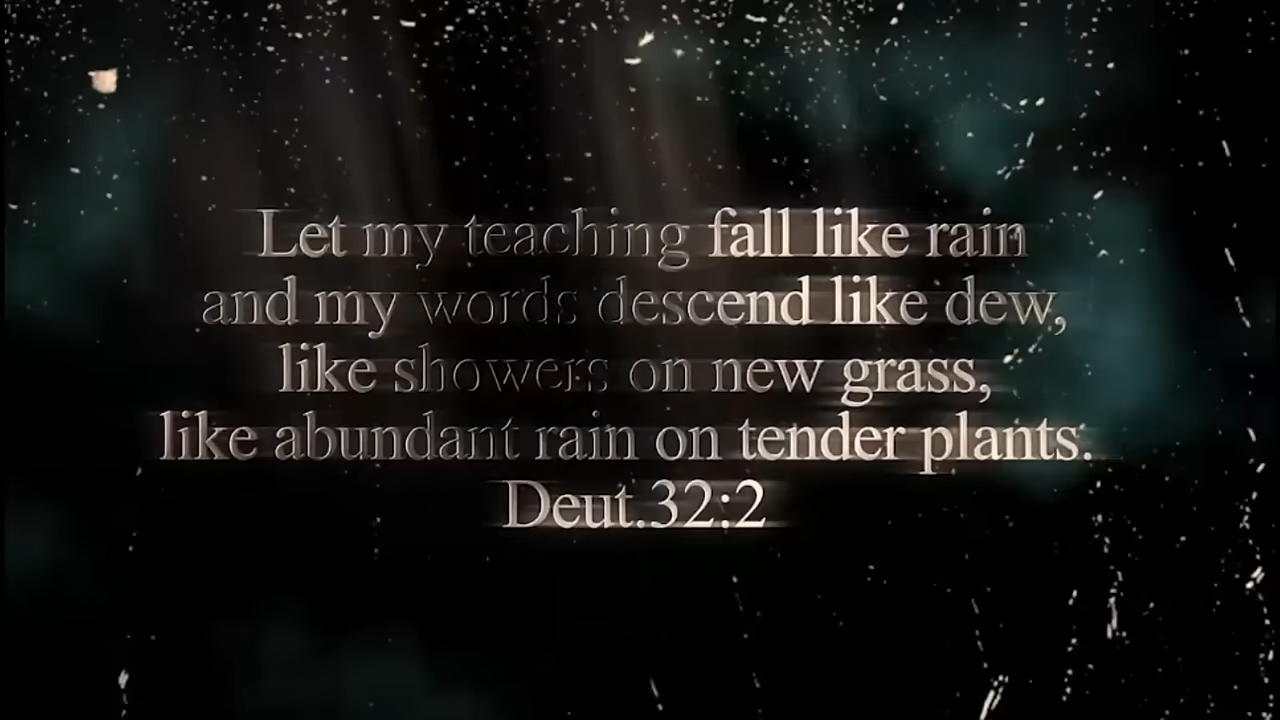 Let my teaching fall like rain
and my words descend like dew,
like showers on new grass,
like abundant rain on tender plants.
Deut.32:2